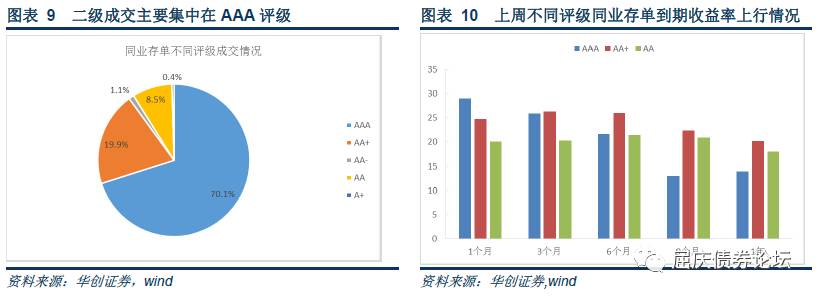 图表 9 二级成交主要集中在 AAA 评级
同业存单不同评级成交情况
0.4%
1.1%
8.5%
19.9%
70.1%
AAA
AA+
AA-
AA
A+
资料来源：华创证券，wind
图表 10 上周不同评级同业存单到期收益率上行情况
AAA AA+ AA
35
30
25
20
15
10
5
0
1个月 3个月 6个月
屈庆债券论坛
资料来源：华创证券,wind